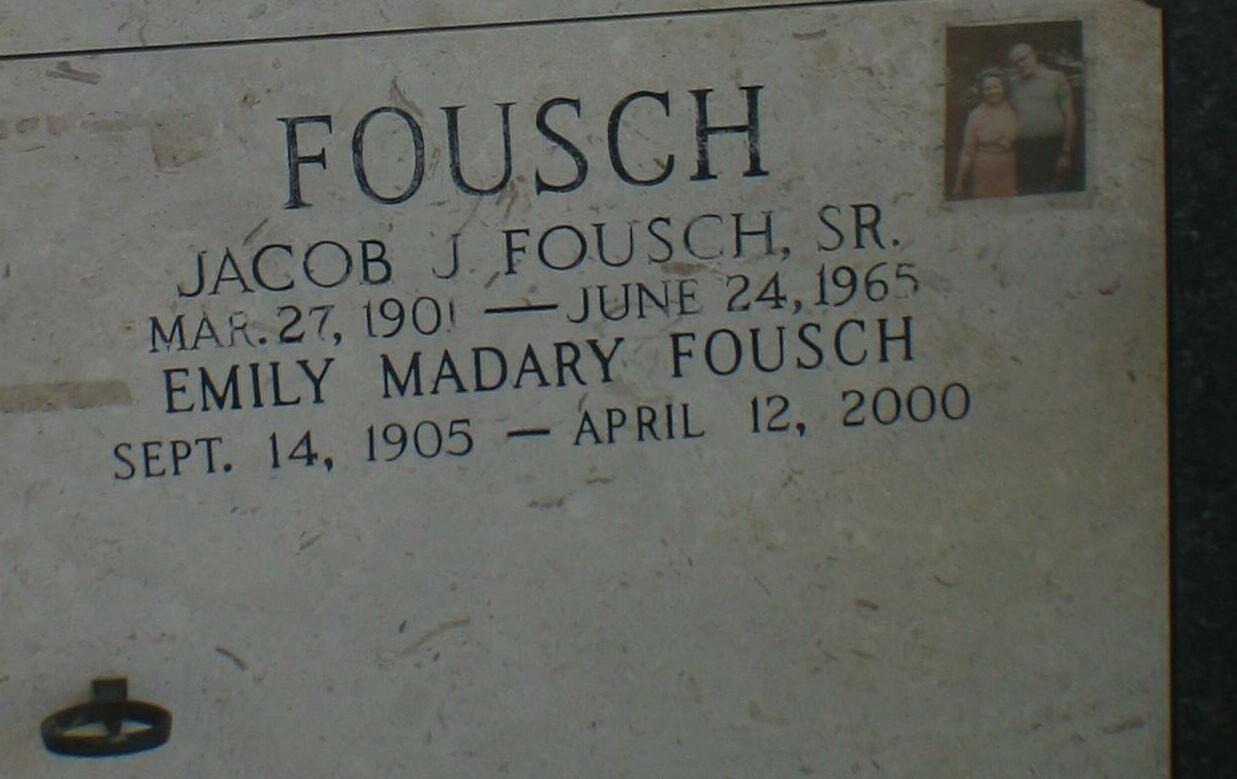 FOUSCH
JACOB J. FOUSCH, SR.
MAR. 27, 1901 — JUNE 24, 1965
EMILY MADARY FOUSCH
SEPT. 14, 1905 — APRIL 12, 2000